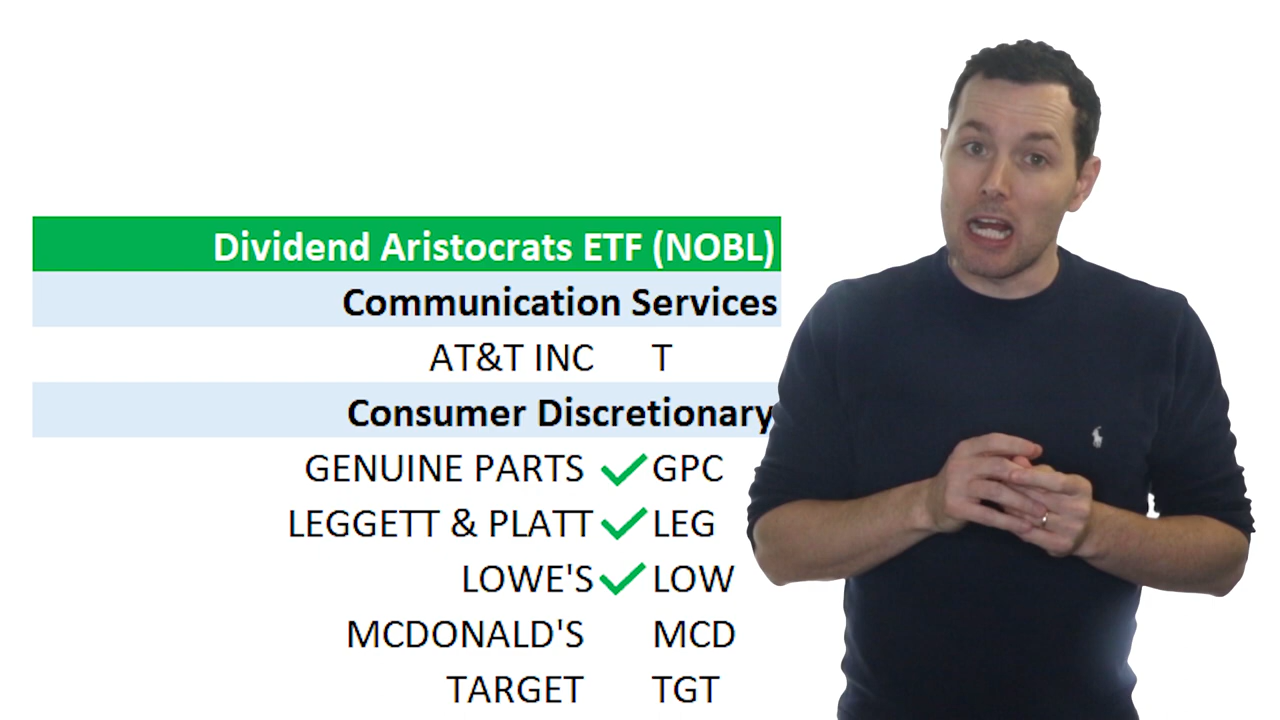 Dividend Aristocrats ETF (NOBL)
Communication Services
AT&T INC T
Consumer Discretionary
GENUINE PARTS GPC
LEGGETT & PLATT LEG
LOWE'S LOW
MCDONALD'S MCD
TARGET TGT